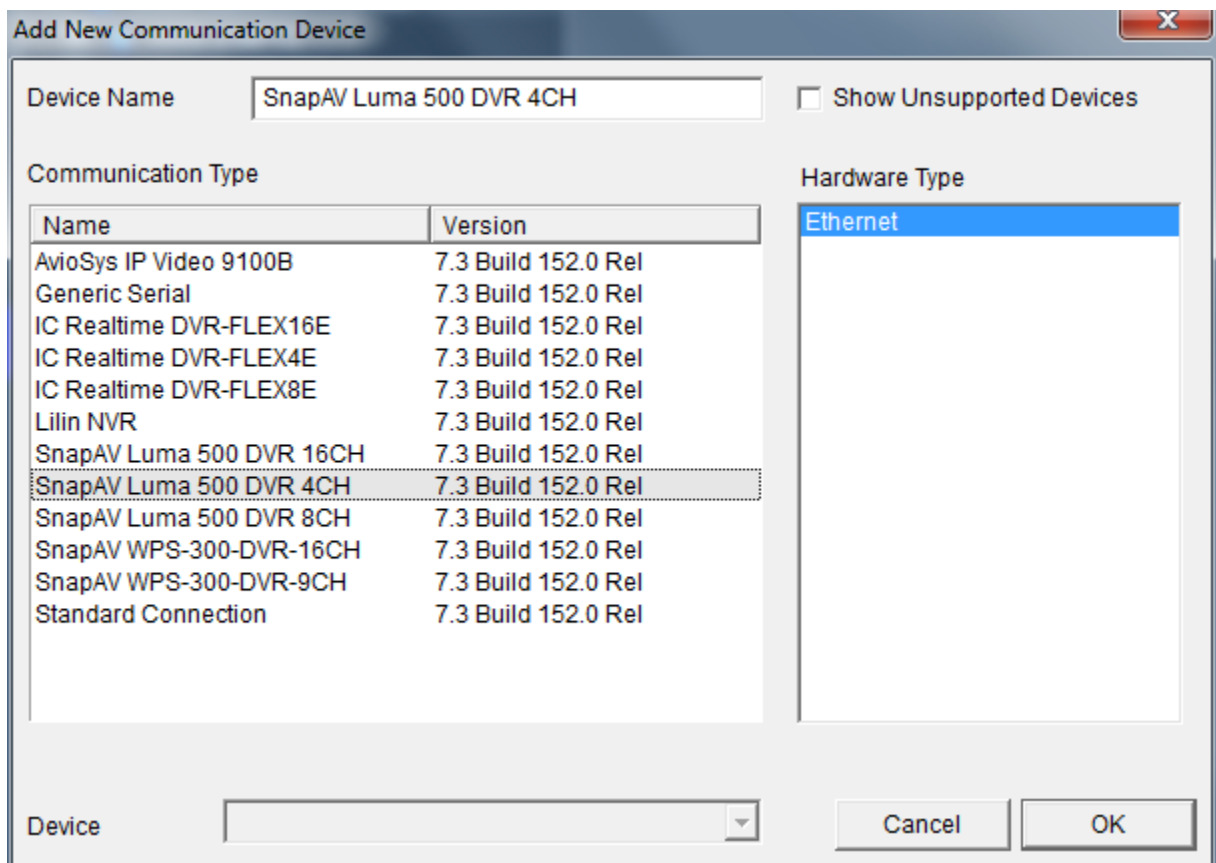 Add New Communication Device
Device Name SnapAV Luma 500 DVR 4CH Show Unsupported Devices
Communication Type Hardware Type
Name Version Ethernet
AvioSys IP Video 9100B 7.3 Build 152.0 Rel
Generic Serial 7.3 Build 152.0 Rel
IC Realtime DVR-FLEX16E 7.3 Build 152.0 Rel
IC Realtime DVR-FLEX4E 7.3 Build 152.0 Rel
IC Realtime DVR-FLEX8E 7.3 Build 152.0 Rel
Lilin NVR 7.3 Build 152.0 Rel
SnapAV Luma 500 DVR 16CH 7.3 Build 152.0 Rel
SnapAV Luma 500 DVR 4CH 7.3 Build 152.0 Rel
SnapAV Luma 500 DVR 8CH 7.3 Build 152.0 Rel
SnapAV WPS-300-DVR-16CH 7.3 Build 152.0 Rel
SnapAV WPS-300-DVR-9CH 7.3 Build 152.0 Rel
Standard Connection 7.3 Build 152.0 Rel
Device Cancel OK